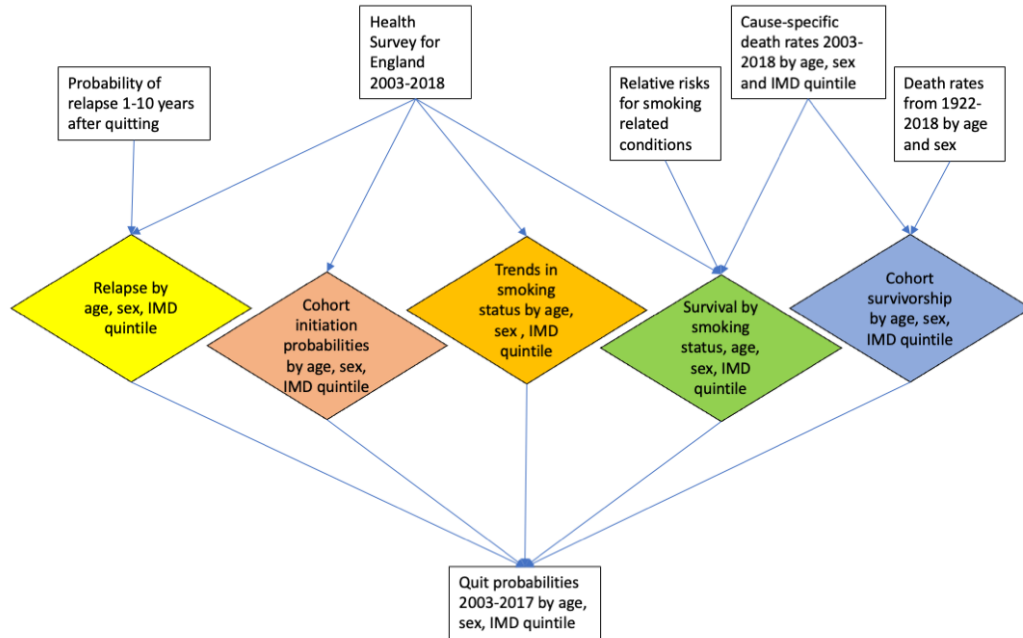 Health
Survey for
England
2003-2018
Cause-specific
death rates 2003-
2018 by age, sex
and IMD quintile
Probability of
relapse 1-10 years
after quitting
Relative risks
for smoking
related
conditions
Death rates
from 1922-
2018 by age
and sex
Relapse by
age, sex, IMD
quintile
Cohort
initiation
probabilities
by age, sex,
IMD quintile
Trends in
smoking
status by age,
sex , IMD
quintile
Survival by
smoking
status, age,
sex, IMD
quintile
Cohort
survivorship
by age, sex,
IMD quintile
Quit probabilities
2003-2017 by age,
sex, IMD quintile